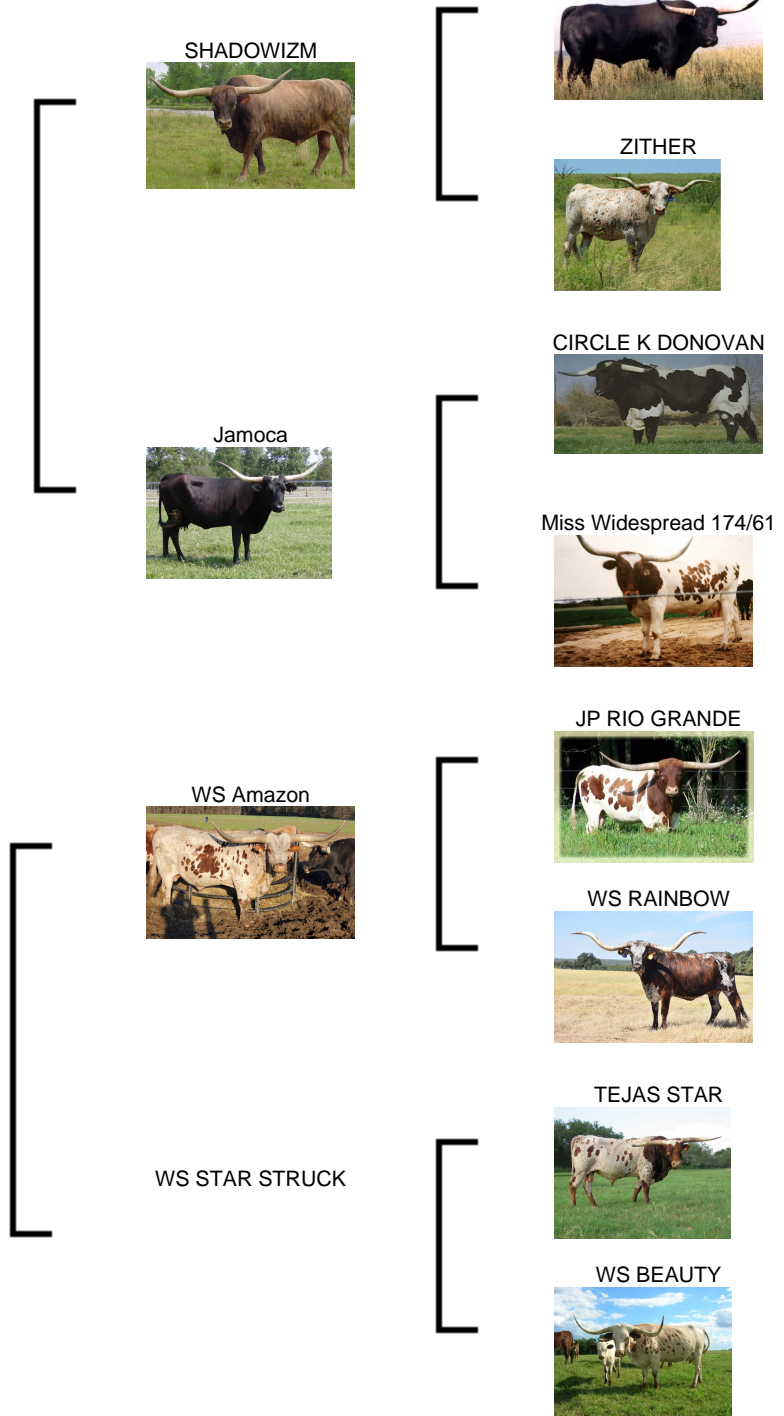 SHADOWIZM
ZITHER
CIRCLE K DONOVAN
Jamoca
Miss Widespread 174/61
JP RIO GRANDE
WS Amazon
WS RAINBOW
TEJAS STAR
WS STAR STRUCK
WS BEAUTY